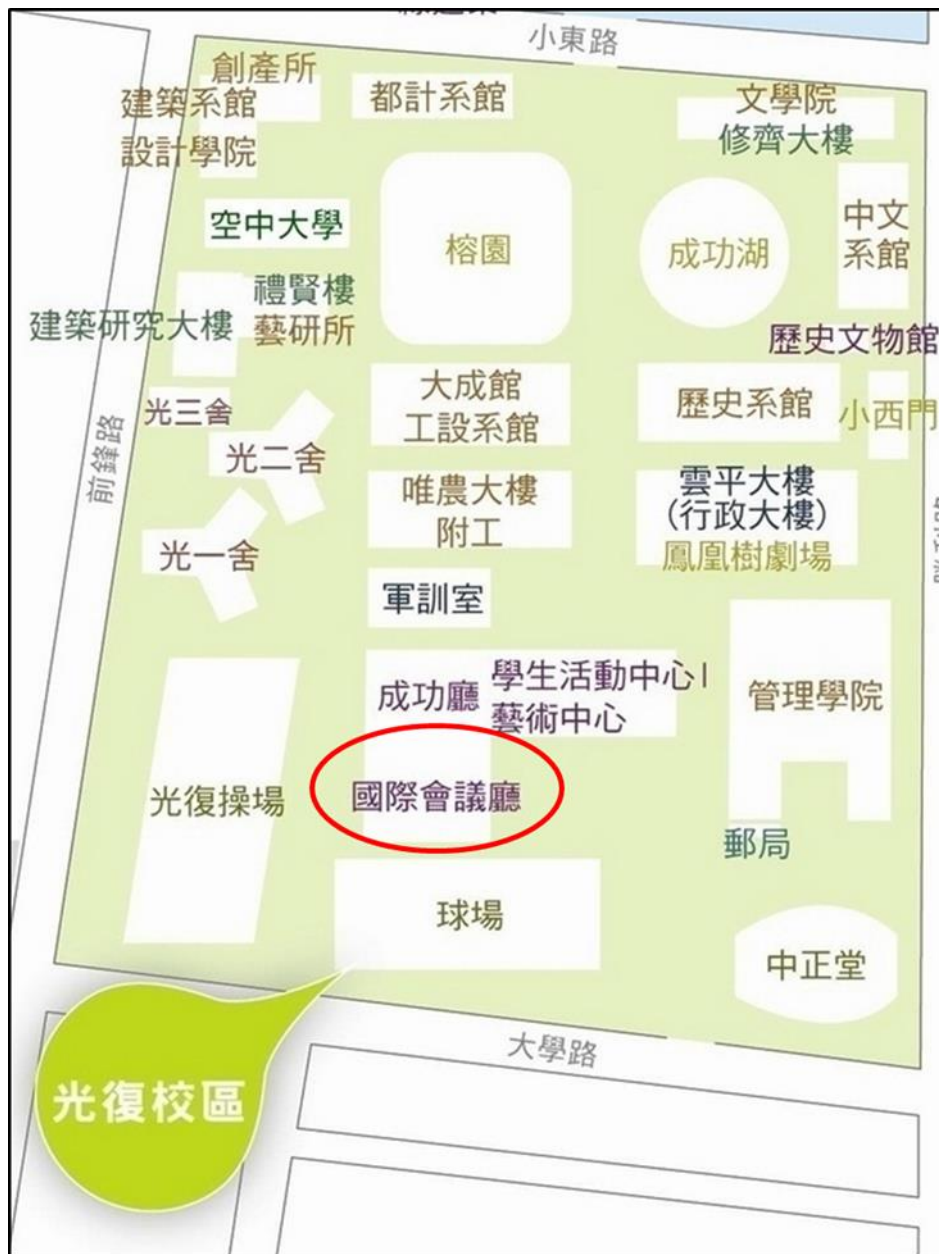 小東路
創產所
建築系館
設計學院
都計系館
文學院
修齊大樓
空中大學
榕園
成功湖
中文
系館
禮賢樓
藝研所
建築研究大樓
歷史文物館
光三舍
大成館
工設系館
歷史系館
小西門
前鋒路
光二舍
唯農大樓
附工
雲平大樓
(行政大樓)
鳳凰樹劇場
光一舍
軍訓室
成功廳
學生活動中心|
藝術中心
管理學院
光復操場
國際會議廳
郵局
球場
中正堂
大學路
光復校區